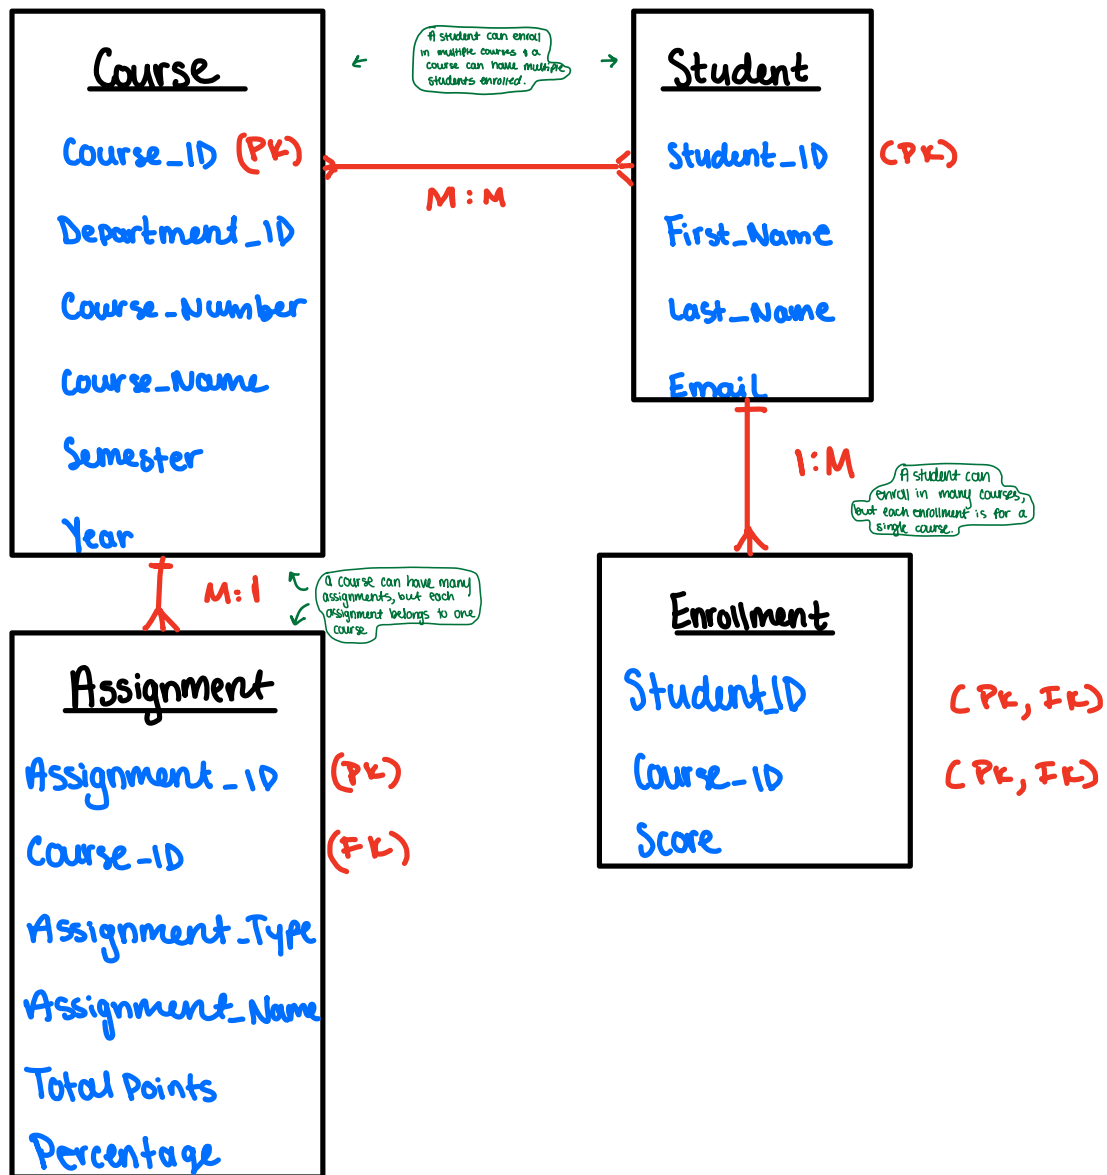 Course
Course_ID (PK)
Department_ID
Course_Number
Course_Name
Semester
Year
A student can enroll
in multiple courses & a
course can have multiple
students enrolled.
M:M
Student
Student_ID (PK)
First_Name
Last_Name
Email
1:M
A student can
enroll in many courses,
but each enrollment is for a
single course.
M:1
a course can have many
assignments, but each
assignment belongs to one
course
Assignment
Assignment_ID (PK)
Course_ID (FK)
Assignment_Type
Assignment_Name
Total Points
Percentage
Enrollment
Student_ID (PK, FK)
Course_ID (PK, FK)
Score